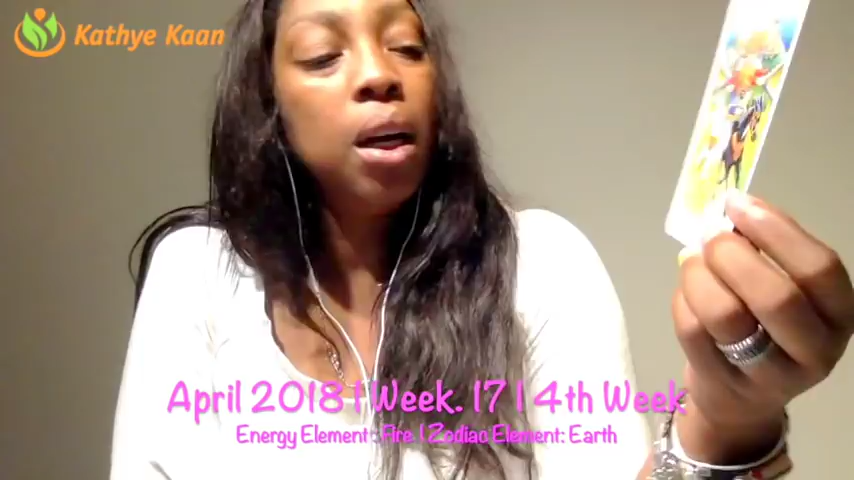 Kathye Kaan
April 2018 | Week. 17 | 4th Week
Energy Element: Fire | Zodiac Element: Earth